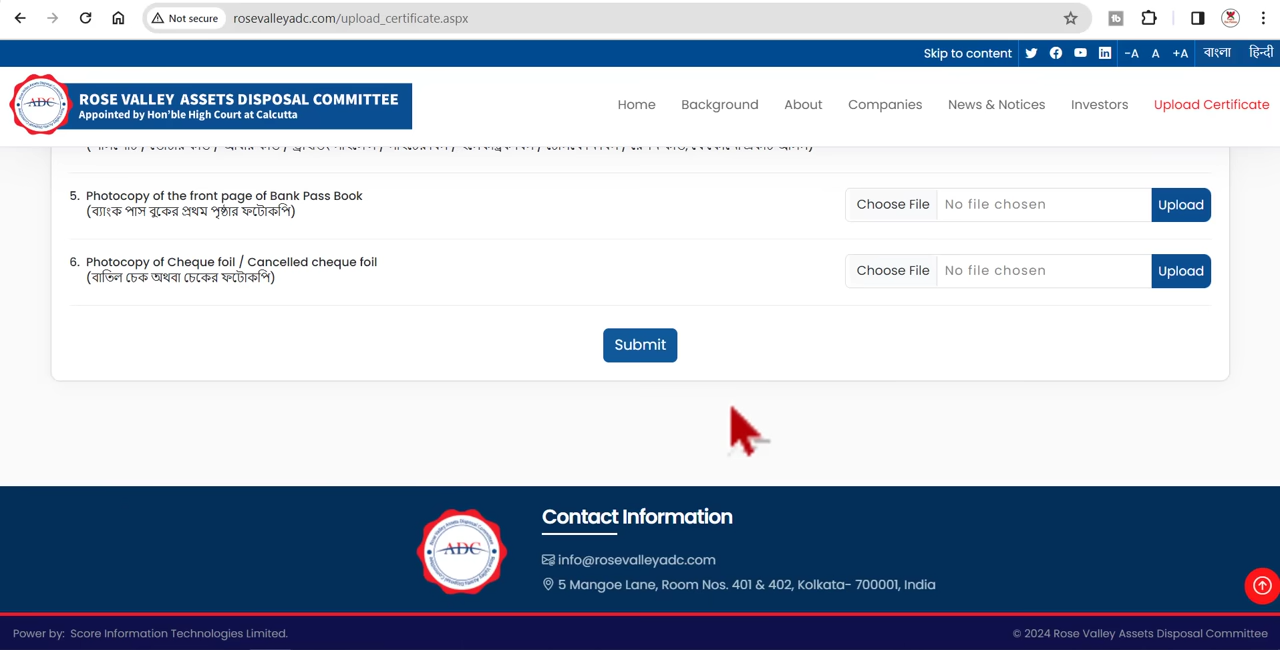 Not secure
rosevalleyadc.com/upload_certificate.aspx
Skip to content
-A A +A বাংলা हिन्दी
ADC
ROSE VALLEY ASSETS DISPOSAL COMMITTEE
Appointed by Hon'ble High Court at Calcutta
Home Background About Companies News & Notices Investors Upload Certificate
5. Photocopy of the front page of Bank Pass Book
(ব্যাংক পাস বুকের প্রথম পৃষ্ঠার ফটোকপি)
Choose File No file chosen Upload
6. Photocopy of Cheque foil / Cancelled cheque foil
(বাতিল চেক অথবা চেকের ফটোকপি)
Choose File No file chosen Upload
Submit
ADC
Contact Information
info@rosevalleyadc.com
5 Mangoe Lane, Room Nos. 401 & 402, Kolkata- 700001, India
Power by: Score Information Technologies Limited.
© 2024 Rose Valley Assets Disposal Committee